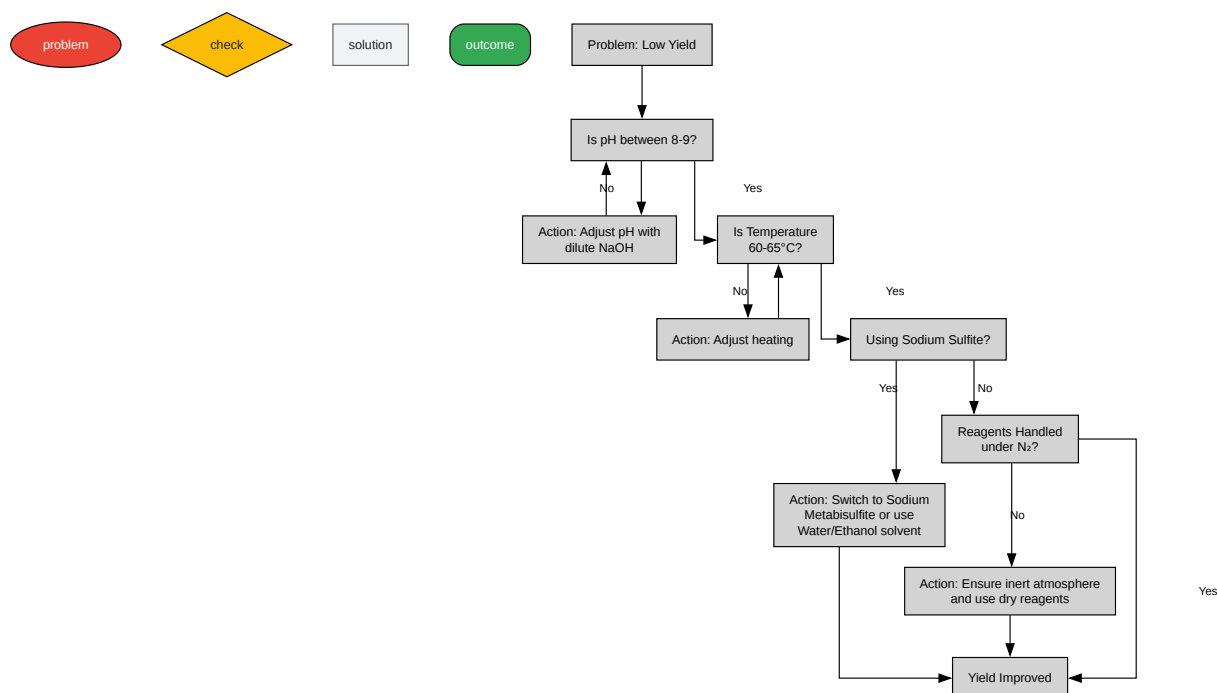 problem
check
solution
outcome
Problem: Low Yield
Is pH between 8-9?
No
Yes
Action: Adjust pH with
dilute NaOH
Is Temperature
60-65°C?
No
Yes
Action: Adjust heating
Using Sodium Sulfite?
Yes
No
Reagents Handled
under N₂?
Action: Switch to Sodium
Metabisulfite or use
Water/Ethanol solvent
No
Action: Ensure inert atmosphere
and use dry reagents
Yes
Yield Improved